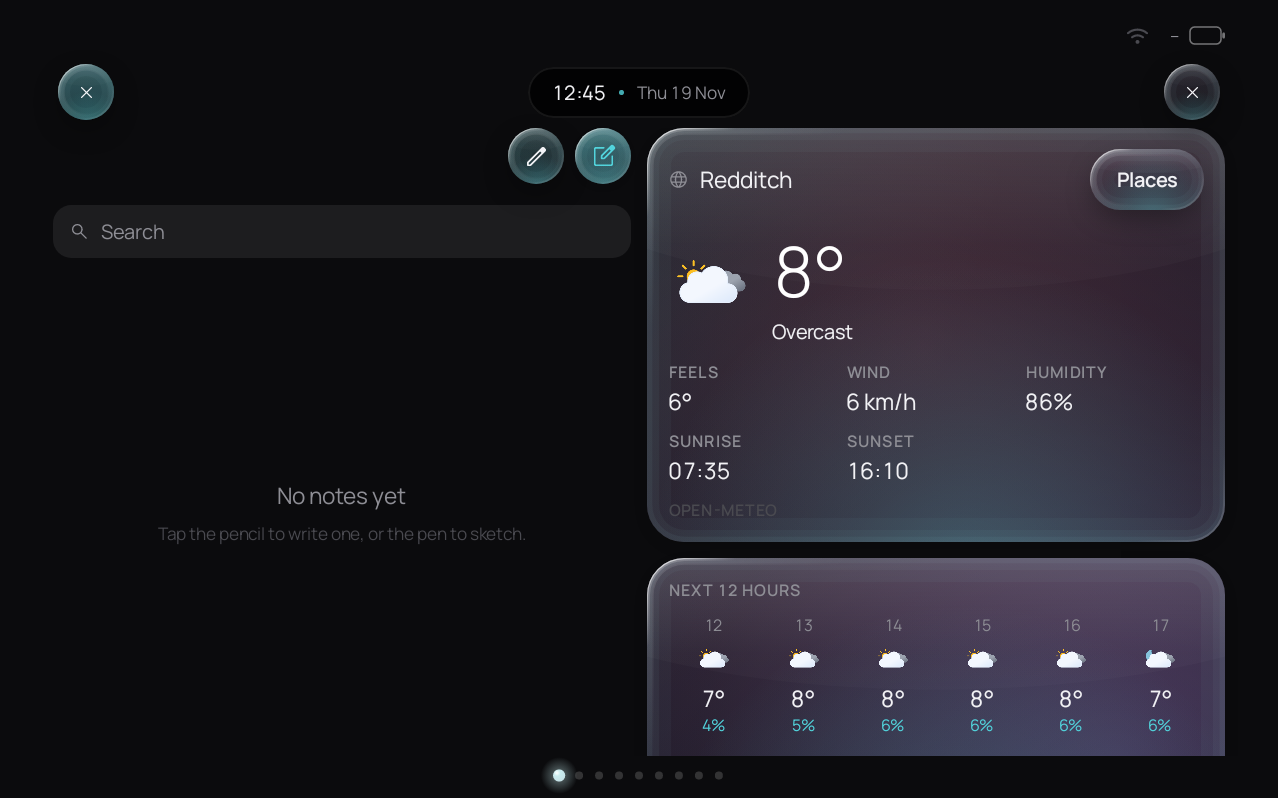 –
12:45 • Thu 19 Nov
Search
No notes yet
Tap the pencil to write one, or the pen to sketch.
Redditch
Places
8°
Overcast
FEELS WIND HUMIDITY
6° 6 km/h 86%
SUNRISE SUNSET
07:35 16:10
OPEN-METEO
NEXT 12 HOURS
12 13 14 15 16 17
7° 8° 8° 8° 8° 7°
4% 5% 6% 6% 6% 6%